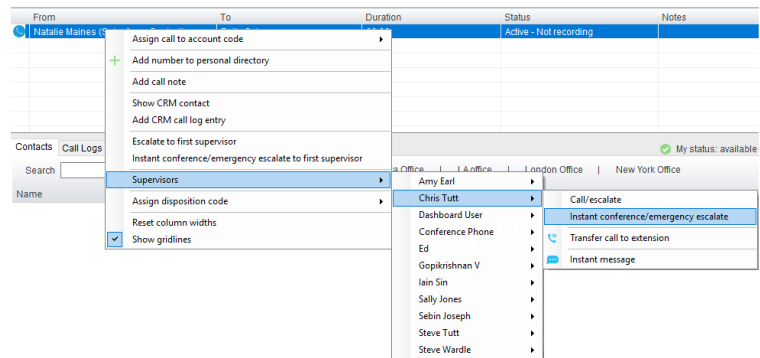 From To Duration Status Notes
Natalie Maines Active - Not recording
Assign call to account code
Add number to personal directory
Add call note
Show CRM contact
Add CRM call log entry
Contacts Call Logs
Escalate to first supervisor
My status: available
Instant conference/emergency escalate to first supervisor
Search
Office | LA office | London Office | New York Office
Supervisors
Name
Assign disposition code
Reset column widths
Show gridlines
Amy Earl
Chris Tutt
Dashboard User
Conference Phone
Ed
Gopikrishnan V
Iain Sin
Sally Jones
Sebin Joseph
Steve Tutt
Steve Wardle
Call/escalate
Instant conference/emergency escalate
Transfer call to extension
Instant message